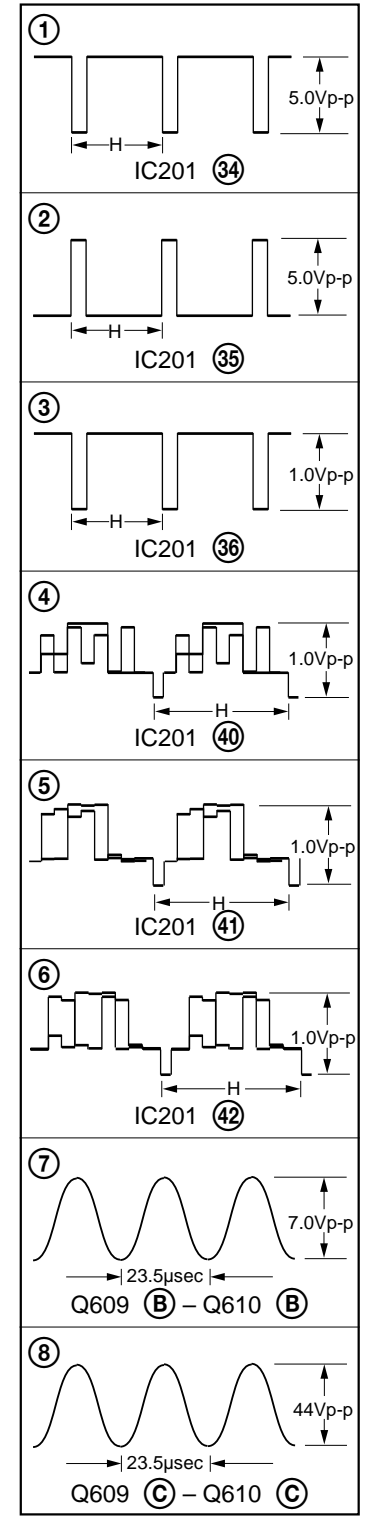 ①
5.0Vp-p
H
IC201 ㉞
②
5.0Vp-p
H
IC201 ㉟
③
1.0Vp-p
H
IC201 ㊱
④
1.0Vp-p
H
IC201 ㊵
⑤
1.0Vp-p
H
IC201 ㊶
⑥
1.0Vp-p
H
IC201 ㊷
⑦
7.0Vp-p
23.5µsec
Q609 Ⓑ – Q610 Ⓑ
⑧
44Vp-p
23.5µsec
Q609 Ⓒ – Q610 Ⓒ